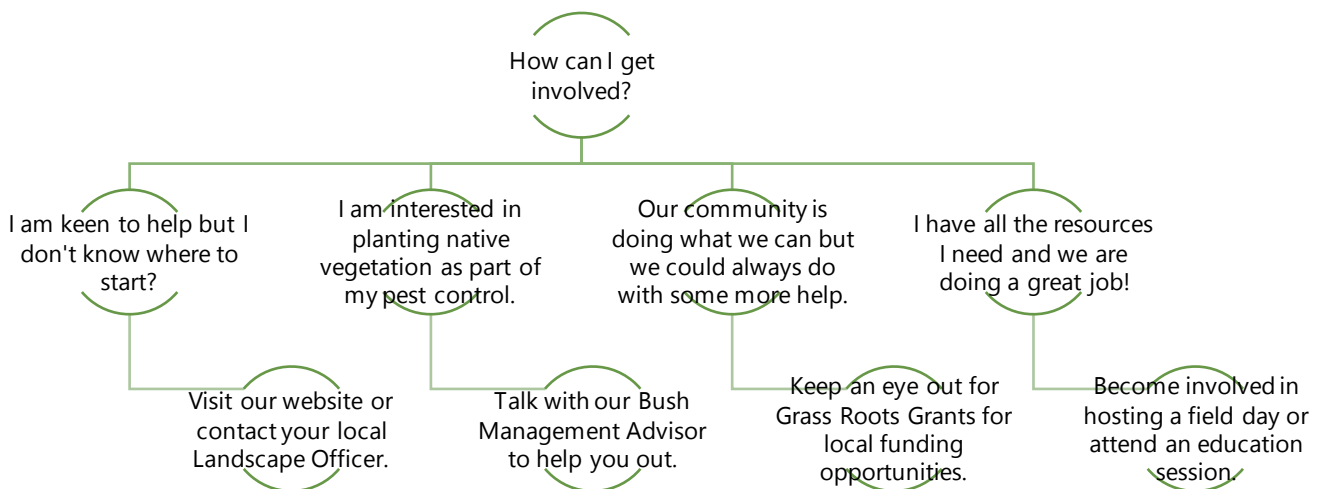 How can I get
involved?
I am keen to help but I
don't know where to
start?
I am interested in
planting native
vegetation as part of
my pest control.
Our community is
doing what we can but
we could always do
with some more help.
I have all the resources
I need and we are
doing a great job!
Visit our website or
contact your local
Landscape Officer.
Talk with our Bush
Management Advisor
to help you out.
Keep an eye out for
Grass Roots Grants for
local funding
opportunities.
Become involved in
hosting a field day or
attend an education
session.